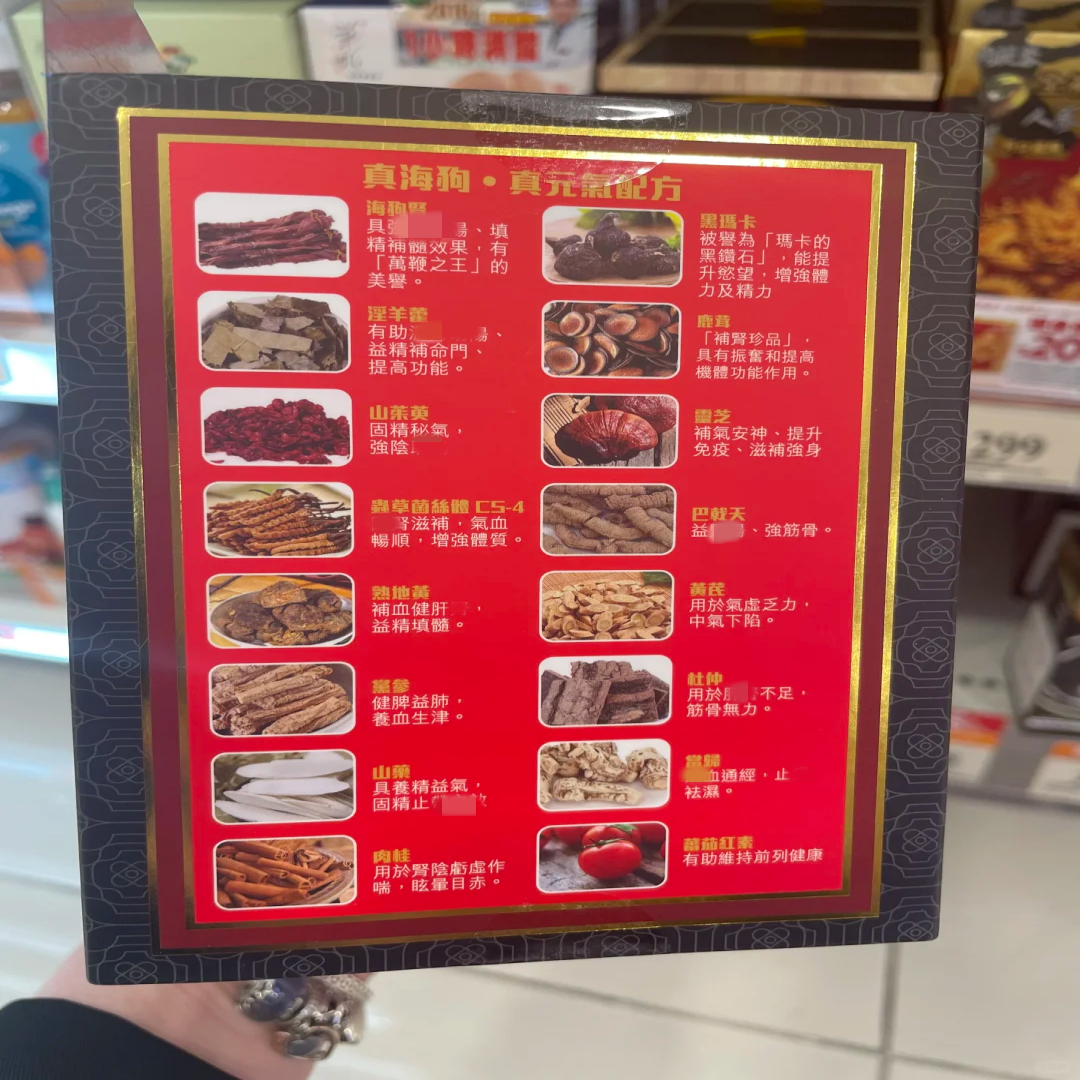 真海狗•真元氣配方
海狗腎
具強 陽、填
精補髓效果，有
「萬鞭之王」的
美譽。
淫羊藿
有助 陽、
益精補命門、
提高功能。
山茱萸
固精秘氣，
強陰
蟲草菌絲體 CS-4
腎滋補，氣血
暢順，增強體質。
熟地黃
補血健肝 ，
益精填髓。
黨參
健脾益肺，
養血生津。
山藥
具養精益氣，
固精止
肉桂
用於腎陰虧虛作
喘，眩暈目赤。
黑瑪卡
被譽為「瑪卡的
黑鑽石」，能提
升慾望，增強體
力及精力
鹿茸
「補腎珍品」，
具有振奮和提高
機體功能作用。
靈芝
補氣安神、提升
免疫、滋補強身
巴戟天
益 、強筋骨。
黃芪
用於氣虛乏力，
中氣下陷。
杜仲
用於 不足，
筋骨無力。
當歸
血通經，止
祛濕。
蕃茄紅素
有助維持前列健康
299